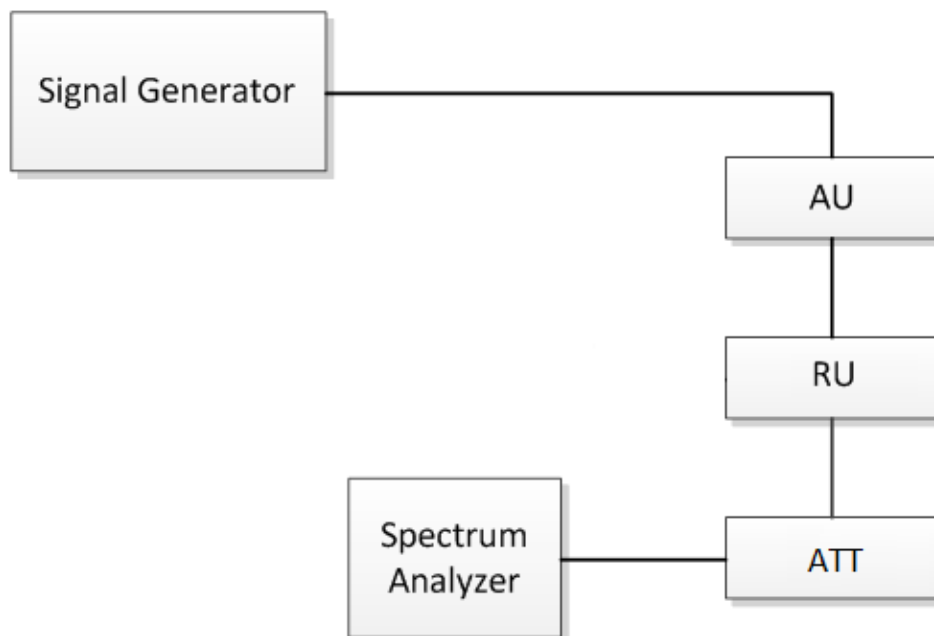 Signal Generator
AU
RU
Spectrum
Analyzer
ATT